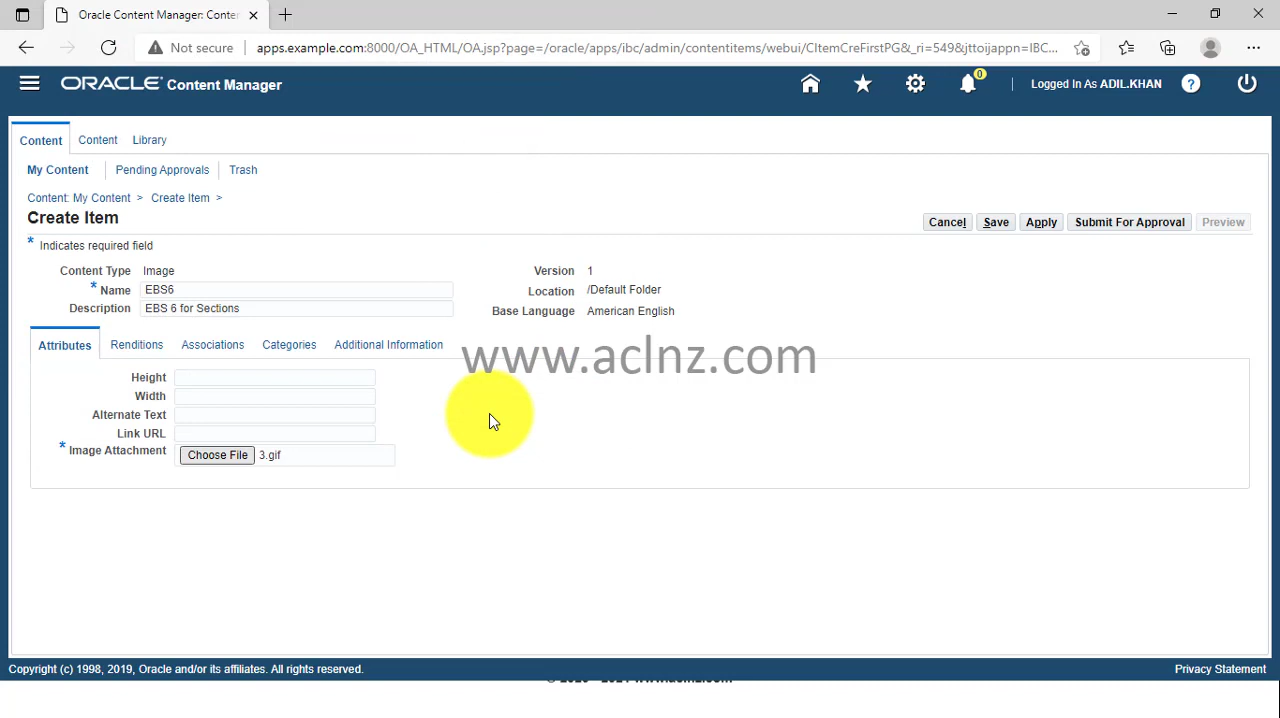 Oracle Content Manager: Conter
Not secure apps.example.com:8000/OA_HTML/OA.jsp?page=/oracle/apps/ibc/admin/contentitems/webui/CItemCreFirstPG&_ri=549&jttoijappn=IBC...
ORACLE Content Manager 0 Logged In As ADIL.KHAN ?
Content Content Library
My Content Pending Approvals Trash
Content: My Content > Create Item >
Create Item Cancel Save Apply Submit For Approval Preview
* Indicates required field
Content Type Image Version 1
* Name EBS6 Location /Default Folder
Description EBS 6 for Sections Base Language American English
Attributes Renditions Associations Categories Additional Information
www.aclnz.com
Height
Width
Alternate Text
Link URL
* Image Attachment Choose File 3.gif
Copyright (c) 1998, 2019, Oracle and/or its affiliates. All rights reserved. Privacy Statement